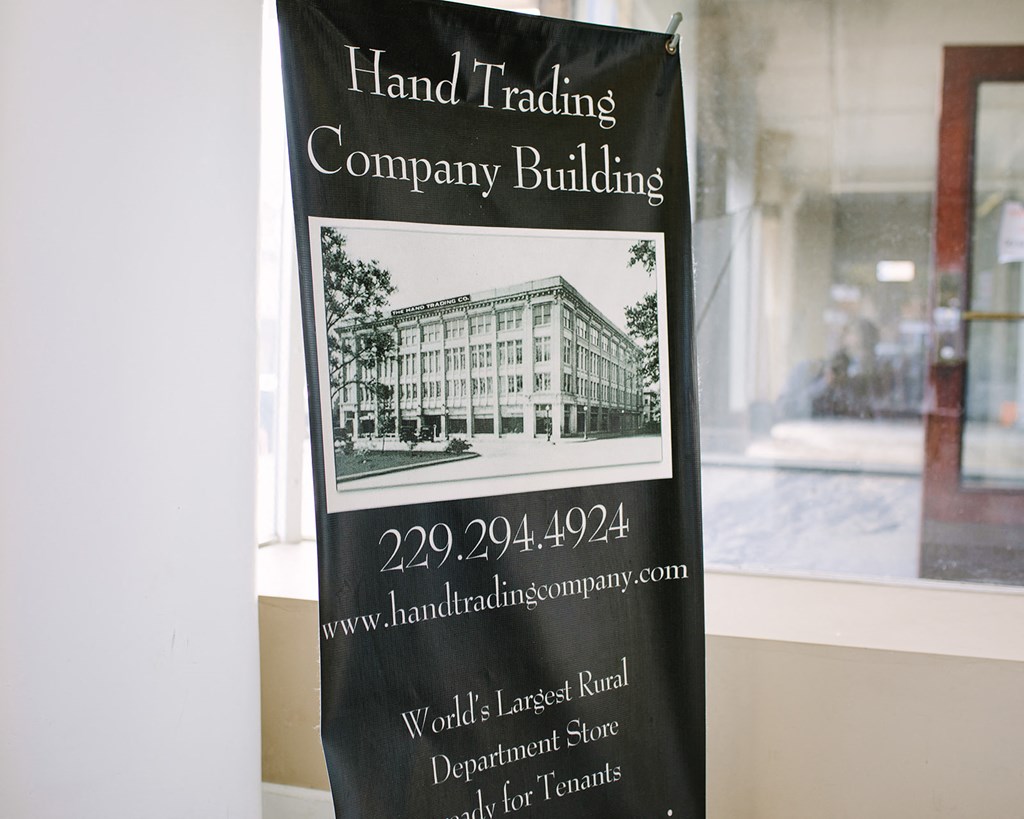 Hand Trading
Company Building
THE HAND TRADING CO.
229.294.4924
www.handtradingcompany.com
World's Largest Rural
Department Store
for Tenants